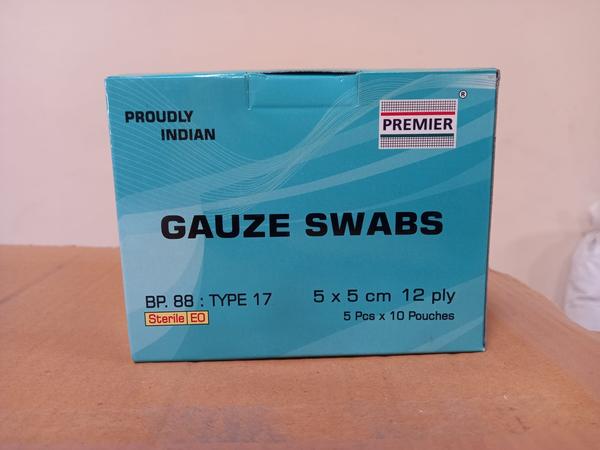 PROUDLY
INDIAN
PREMIER
®
GAUZE SWABS
BP. 88 : TYPE 17
Sterile EO
5 x 5 cm 12 ply
5 Pcs x 10 Pouches